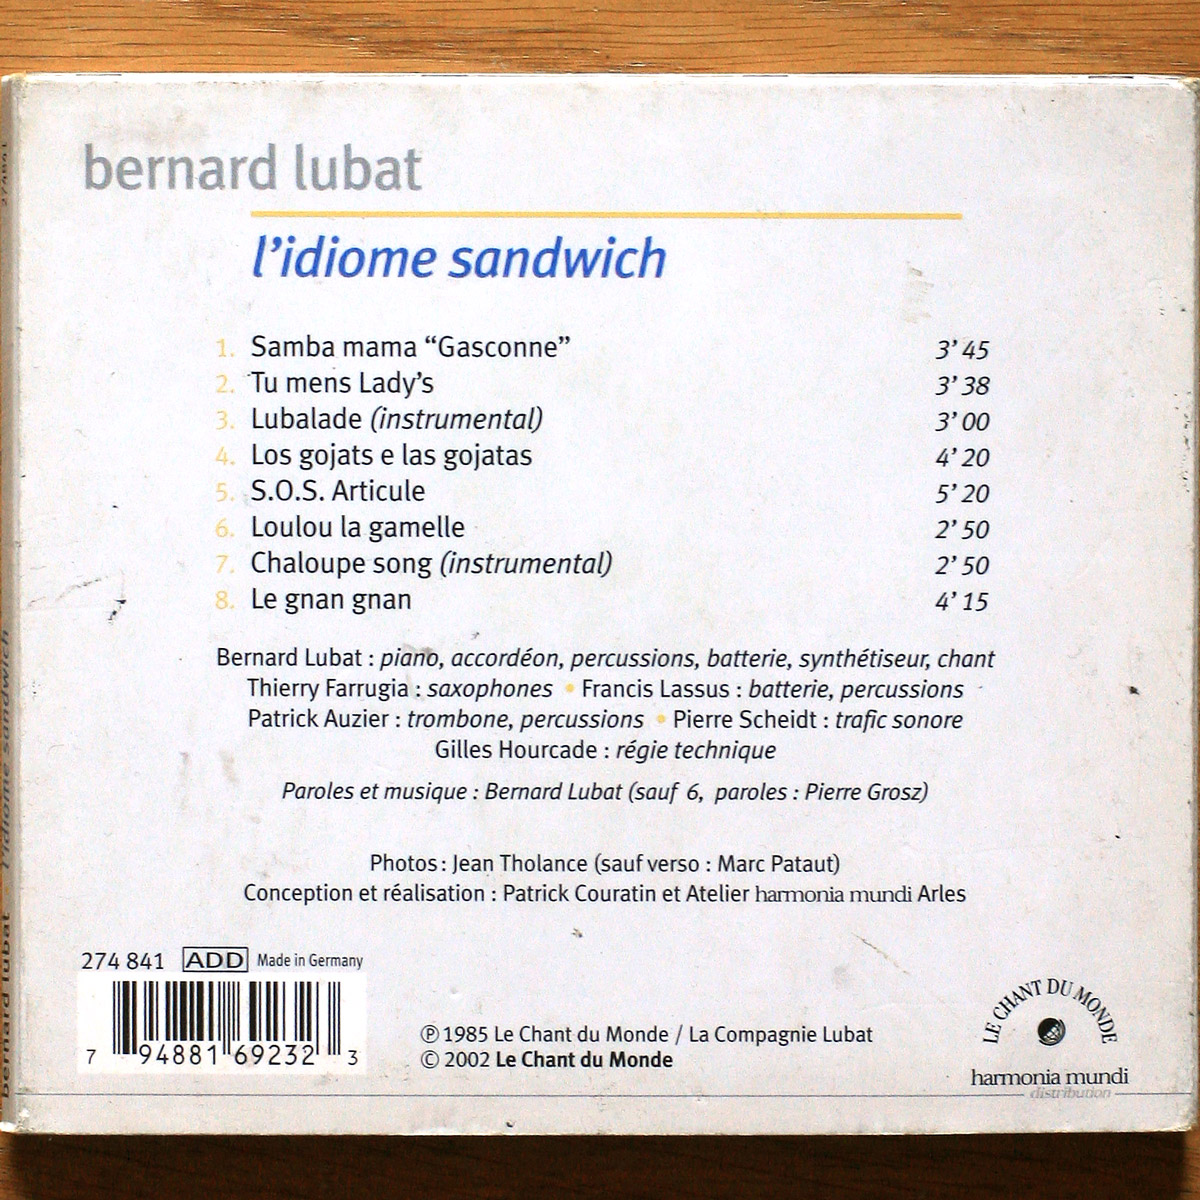 bernard lubat
l'idiome sandwich
1. Samba mama “Gasconne” 3’45
2. Tu mens Lady’s 3’38
3. Lubalade (instrumental) 3’00
4. Los gojats e las gojatas 4’20
5. S.O.S. Articule 5’20
6. Loulou la gamelle 2’50
7. Chaloupe song (instrumental) 2’50
8. Le gnan gnan 4’15
Bernard Lubat : piano, accordéon, percussions, batterie, synthétiseur, chant
Thierry Farrugia : saxophones • Francis Lassus : batterie, percussions
Patrick Auzier : trombone, percussions • Pierre Scheidt : trafic sonore
Gilles Hourcade : régie technique
Paroles et musique : Bernard Lubat (sauf 6, paroles : Pierre Grosz)
Photos : Jean Tholance (sauf verso : Marc Pataut)
Conception et réalisation : Patrick Couratin et Atelier harmonia mundi Arles
274 841 ADD Made in Germany
7 94881 69232 3
℗ 1985 Le Chant du Monde / La Compagnie Lubat
© 2002 Le Chant du Monde
LE CHANT DU MONDE
harmonia mundi
distribution
bernard lubat l'idiome sandwich 274841